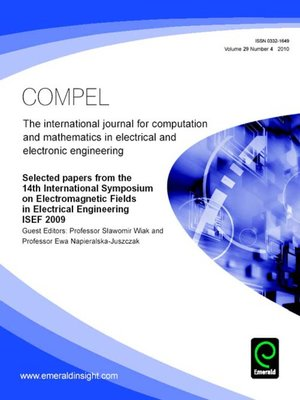 ISSN 0332-1649
Volume 29 Number 4 2010
COMPEL
The international journal for computation
and mathematics in electrical and
electronic engineering
Selected papers from the
14th International Symposium
on Electromagnetic Fields
in Electrical Engineering
ISEF 2009
Guest Editors: Professor Sławomir Wiak and
Professor Ewa Napieralska-Juszczak
www.emeraldinsight.com
Emerald